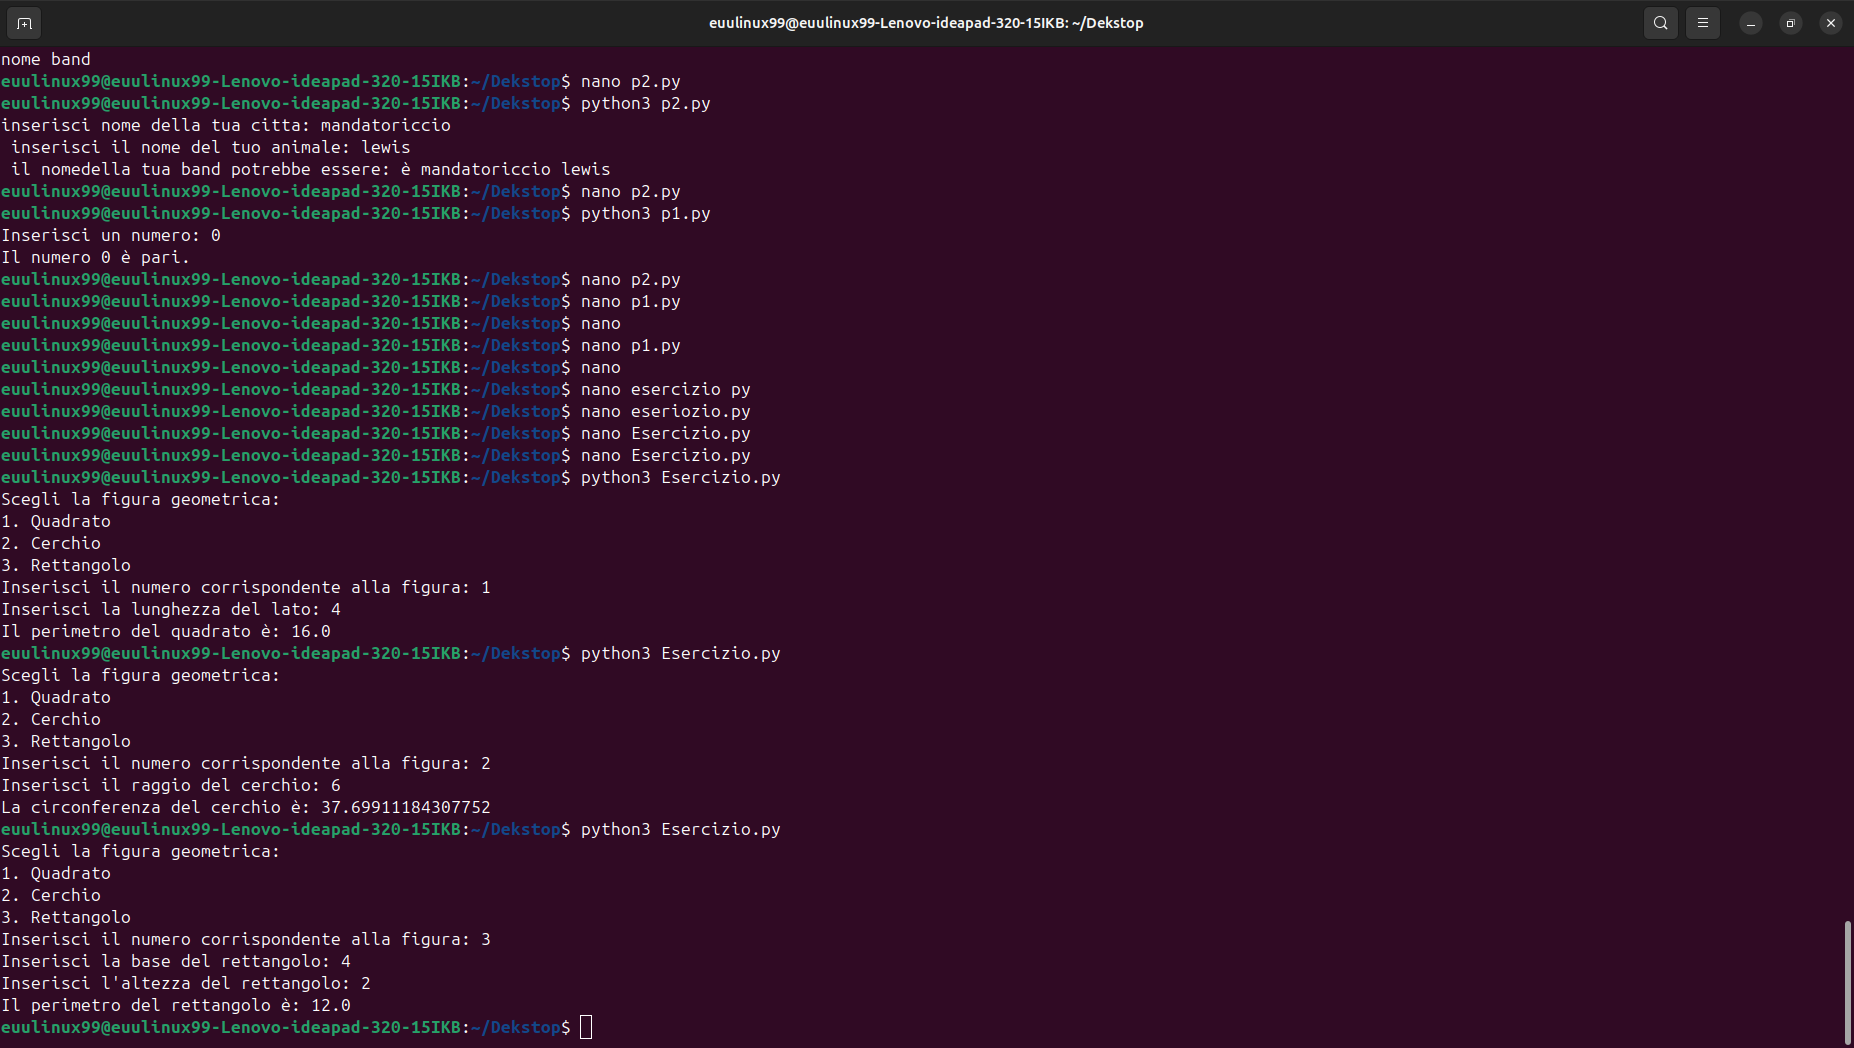 euulinux99@euulinux99-Lenovo-ideapad-320-15IKB: ~/Dekstop
nome band
euulinux99@euulinux99-Lenovo-ideapad-320-15IKB:~/Dekstop$ nano p2.py
euulinux99@euulinux99-Lenovo-ideapad-320-15IKB:~/Dekstop$ python3 p2.py
inserisci nome della tua citta: mandatoriccio
 inserisci il nome del tuo animale: lewis
 il nomedella tua band potrebbe essere: è mandatoriccio lewis
euulinux99@euulinux99-Lenovo-ideapad-320-15IKB:~/Dekstop$ nano p2.py
euulinux99@euulinux99-Lenovo-ideapad-320-15IKB:~/Dekstop$ python3 p1.py
Inserisci un numero: 0
Il numero 0 è pari.
euulinux99@euulinux99-Lenovo-ideapad-320-15IKB:~/Dekstop$ nano p2.py
euulinux99@euulinux99-Lenovo-ideapad-320-15IKB:~/Dekstop$ nano p1.py
euulinux99@euulinux99-Lenovo-ideapad-320-15IKB:~/Dekstop$ nano
euulinux99@euulinux99-Lenovo-ideapad-320-15IKB:~/Dekstop$ nano p1.py
euulinux99@euulinux99-Lenovo-ideapad-320-15IKB:~/Dekstop$ nano
euulinux99@euulinux99-Lenovo-ideapad-320-15IKB:~/Dekstop$ nano esercizio py
euulinux99@euulinux99-Lenovo-ideapad-320-15IKB:~/Dekstop$ nano eseriozio.py
euulinux99@euulinux99-Lenovo-ideapad-320-15IKB:~/Dekstop$ nano Esercizio.py
euulinux99@euulinux99-Lenovo-ideapad-320-15IKB:~/Dekstop$ nano Esercizio.py
euulinux99@euulinux99-Lenovo-ideapad-320-15IKB:~/Dekstop$ python3 Esercizio.py
Scegli la figura geometrica:
1. Quadrato
2. Cerchio
3. Rettangolo
Inserisci il numero corrispondente alla figura: 1
Inserisci la lunghezza del lato: 4
Il perimetro del quadrato è: 16.0
euulinux99@euulinux99-Lenovo-ideapad-320-15IKB:~/Dekstop$ python3 Esercizio.py
Scegli la figura geometrica:
1. Quadrato
2. Cerchio
3. Rettangolo
Inserisci il numero corrispondente alla figura: 2
Inserisci il raggio del cerchio: 6
La circonferenza del cerchio è: 37.69911184307752
euulinux99@euulinux99-Lenovo-ideapad-320-15IKB:~/Dekstop$ python3 Esercizio.py
Scegli la figura geometrica:
1. Quadrato
2. Cerchio
3. Rettangolo
Inserisci il numero corrispondente alla figura: 3
Inserisci la base del rettangolo: 4
Inserisci l'altezza del rettangolo: 2
Il perimetro del rettangolo è: 12.0
euulinux99@euulinux99-Lenovo-ideapad-320-15IKB:~/Dekstop$